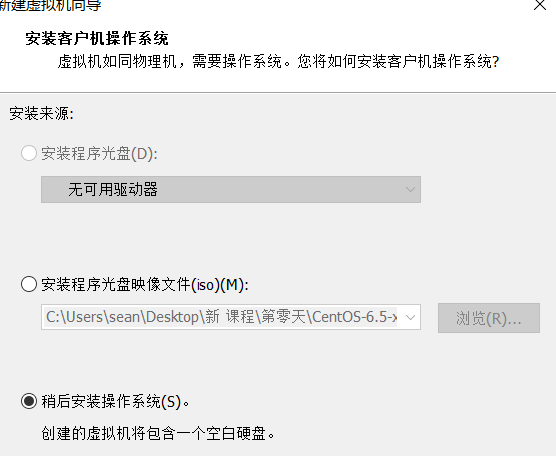 新建虚拟机向导
安装客户机操作系统
虚拟机如同物理机，需要操作系统。您将如何安装客户机操作系统?
安装来源:
安装程序光盘(D):
无可用驱动器
安装程序光盘映像文件(iso)(M):
C:\Users\sean\Desktop\新 课程\第零天\CentOS-6.5-x
浏览(R)...
稍后安装操作系统(S)。
创建的虚拟机将包含一个空白硬盘。